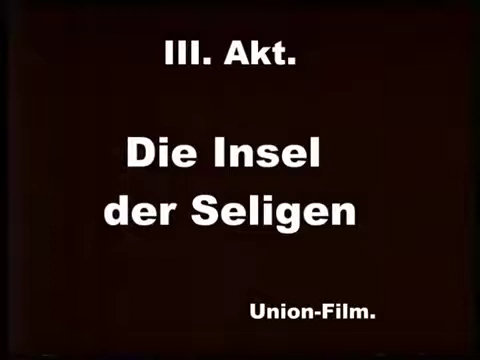 III. Akt.
Die Insel
der Seligen
Union-Film.